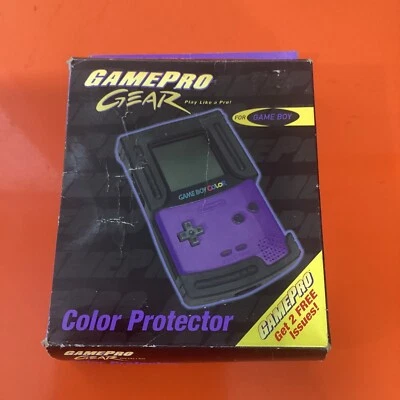 GAMEPRO
GEAR
Play Like a Pro!
FOR GAME BOY
GAME BOY COLOR
Color Protector
GAMEPRO
Get 2 FREE
Issues!
GAMEPRO
GEAR